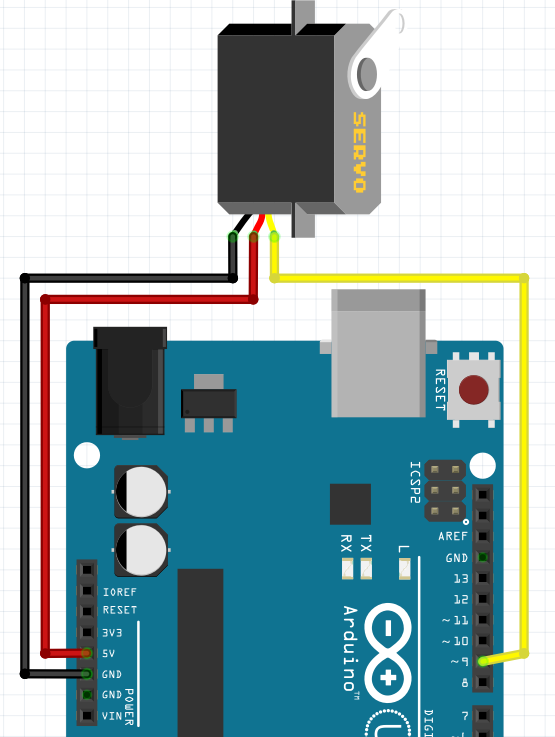 SERVO
RESET
ICSP2
AREF
GND
13
12
~11
~10
~9
8
7
RX
TX
L
Arduino™
IOREF
RESET
3V3
5V
GND
GND
VIN
POWER
DIGI